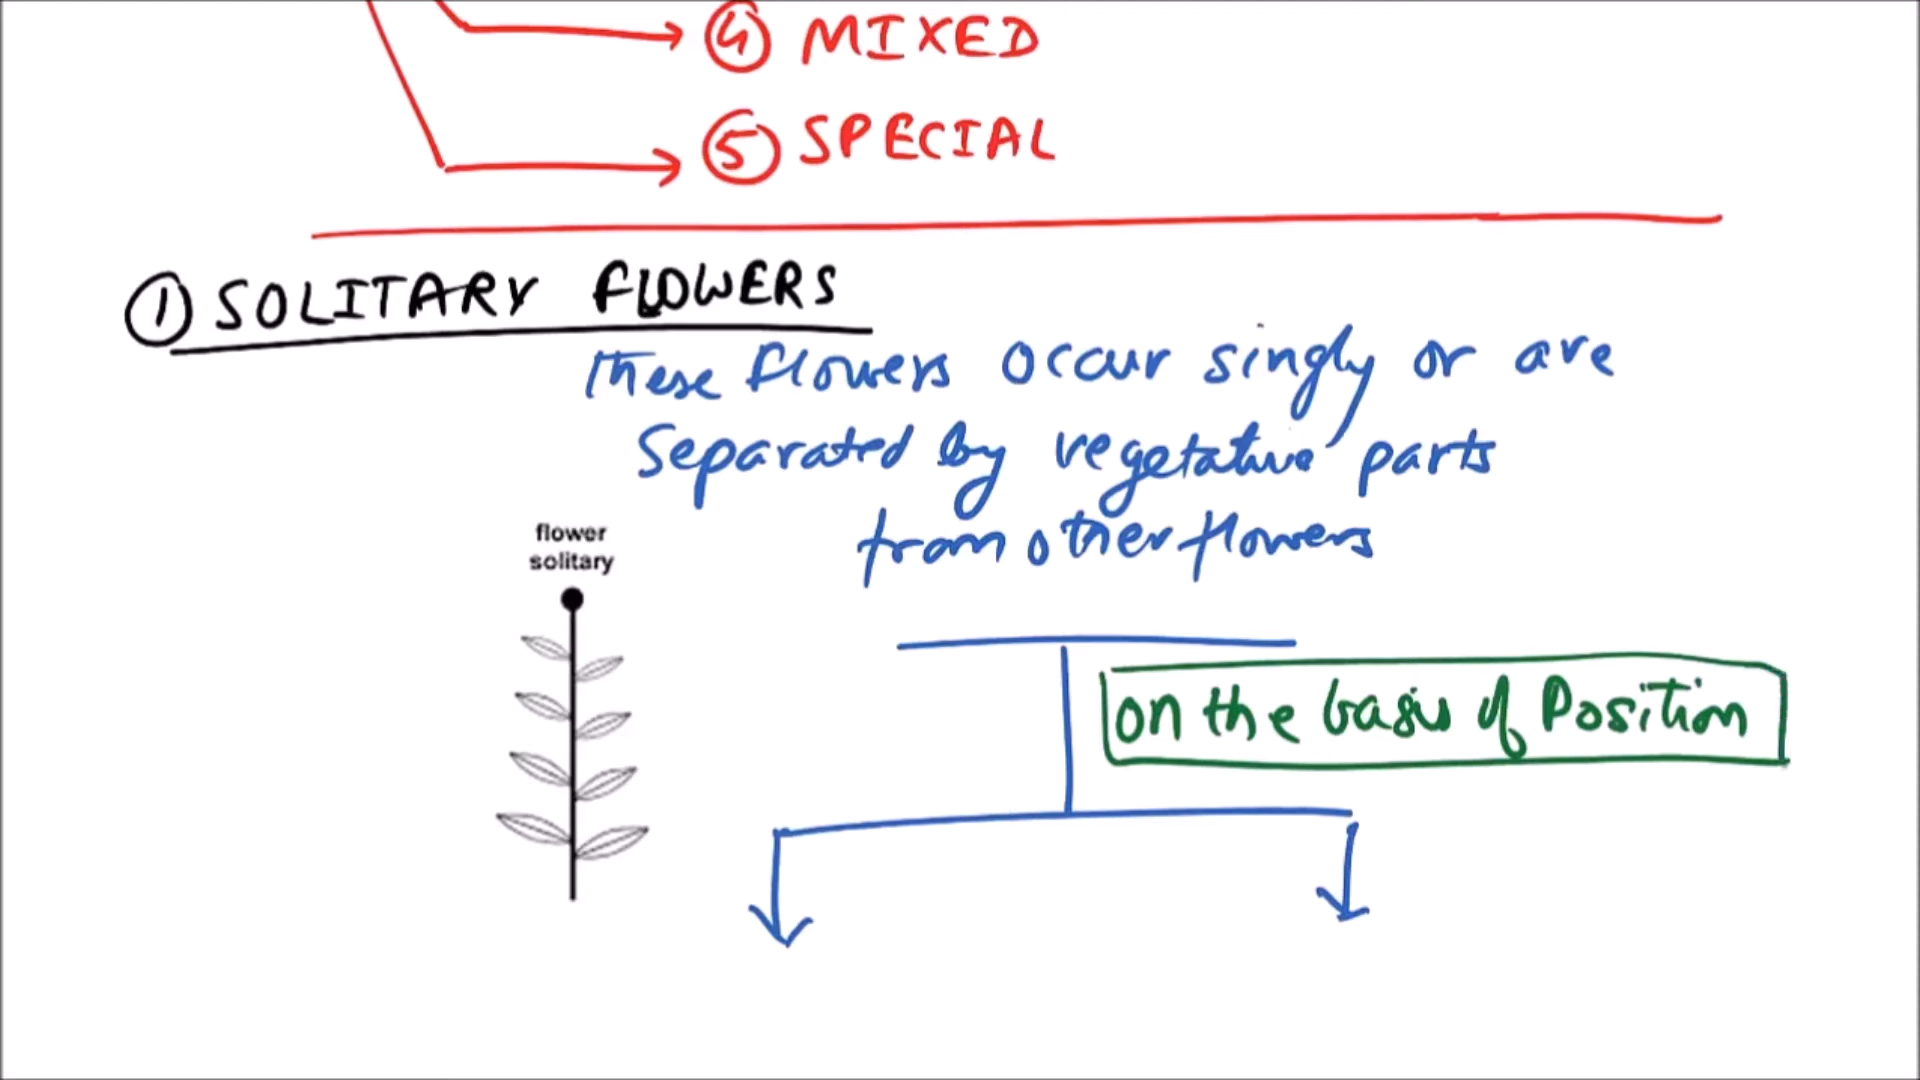 ④ MIXED
⑤ SPECIAL
① SOLITARY FLOWERS
These flowers occur singly or are
separated by vegetative parts
from other flowers
flower
solitary
on the basis of Position